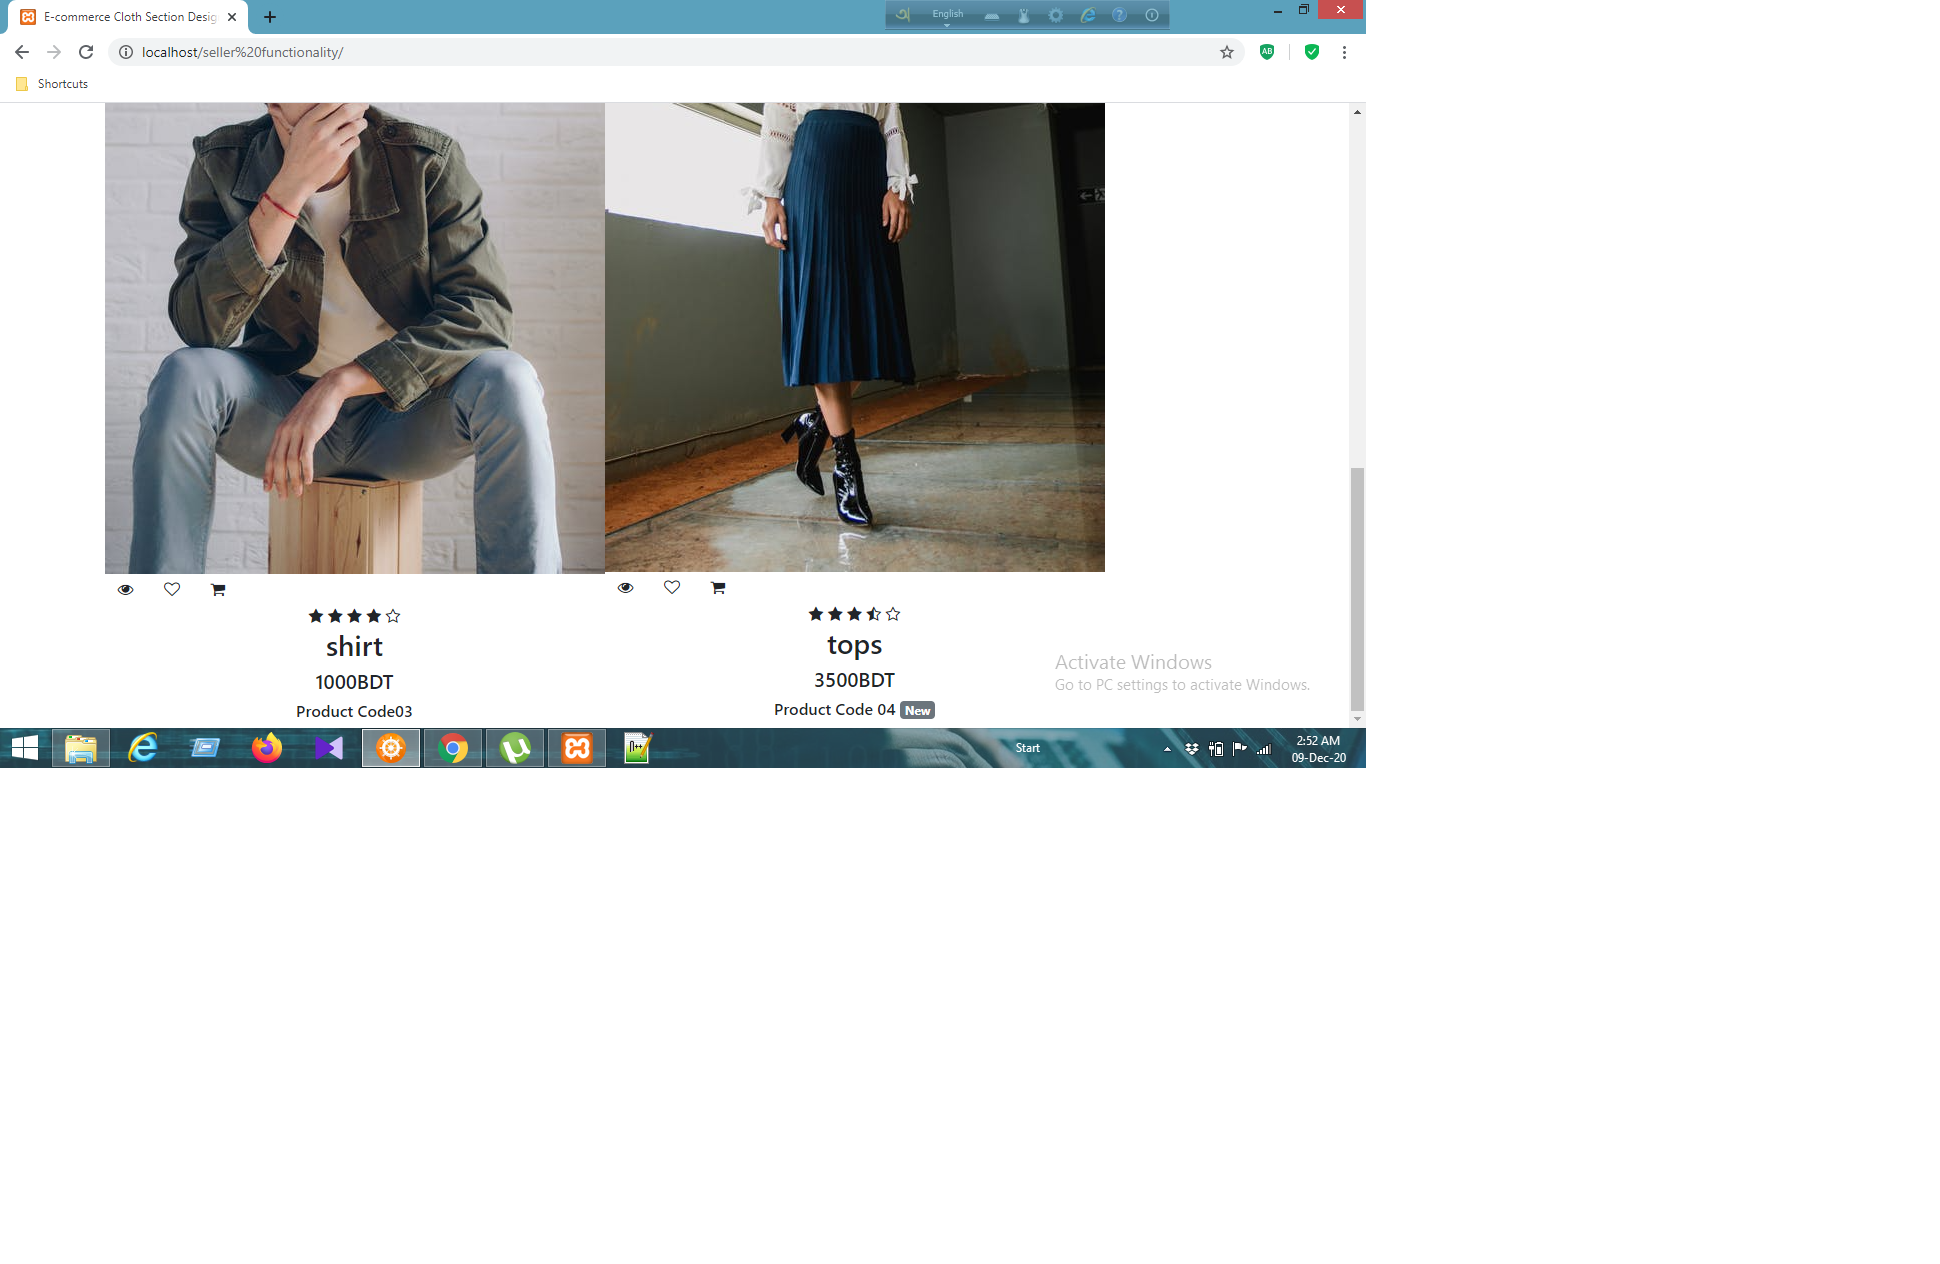 E-commerce Cloth Section Desig
English
localhost/seller%20functionality/
AB
Shortcuts
shirt
1000BDT
Product Code03
tops
3500BDT
Product Code 04 New
Activate Windows
Go to PC settings to activate Windows.
Start
2:52 AM
09-Dec-20